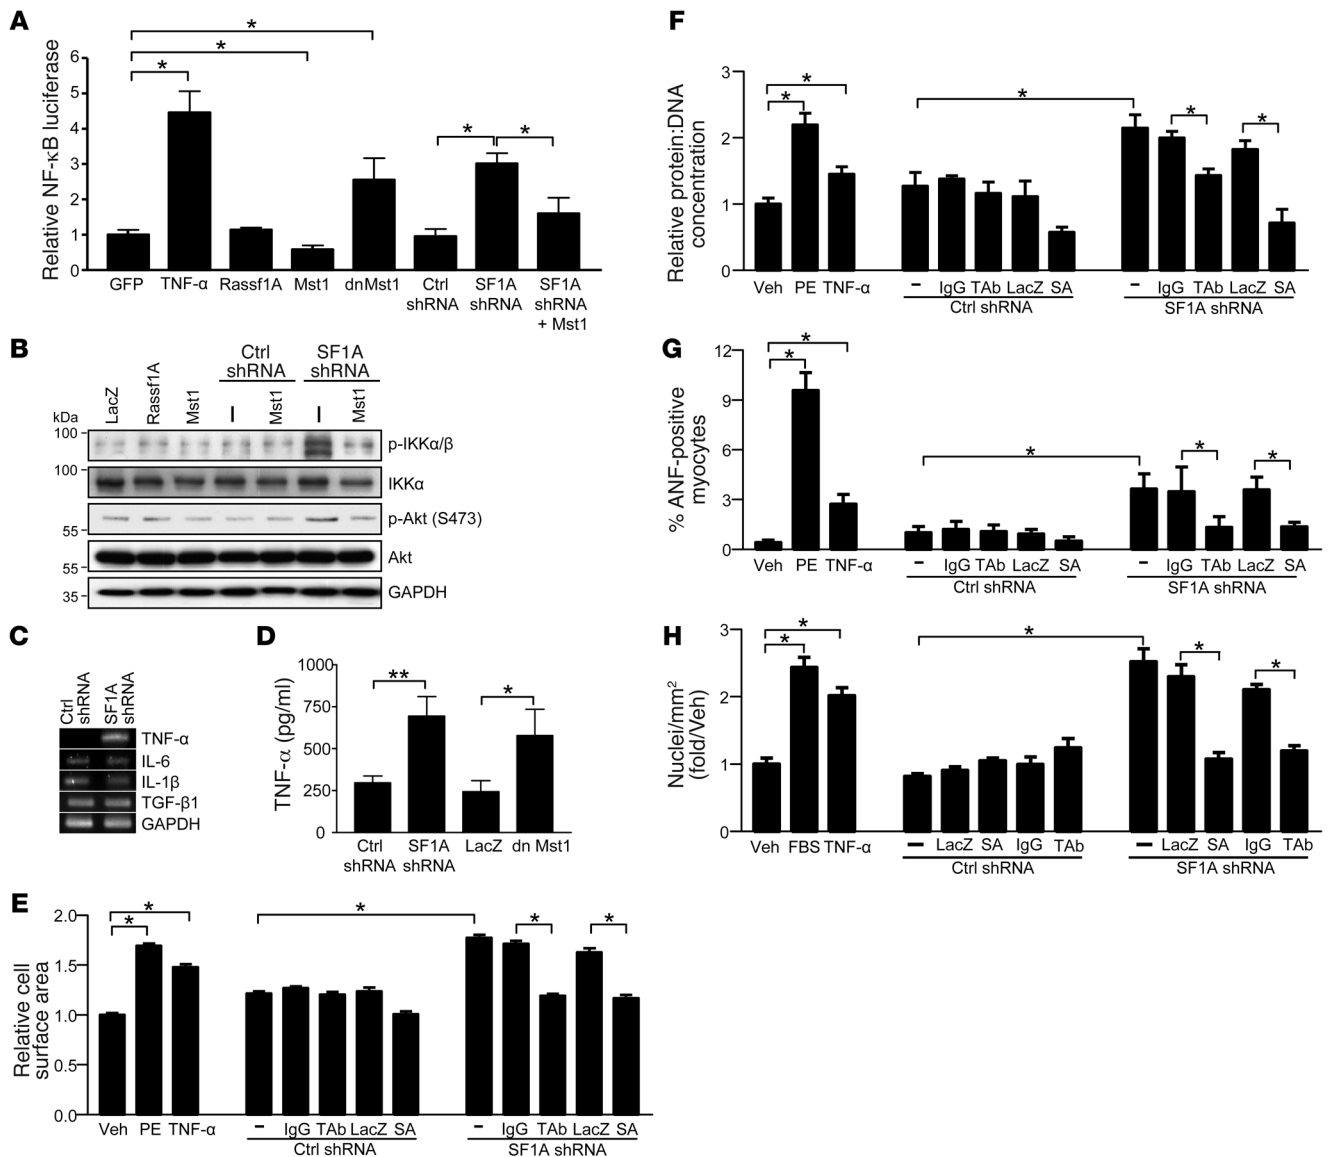 A
Relative NF-κB luciferase
6
5
4
3
2
1
0
*
*
*
*
*
GFP TNF-α Rassf1A Mst1 dnMst1 Ctrl shRNA SF1A shRNA SF1A shRNA + Mst1
B
Ctrl shRNA
SF1A shRNA
LacZ Rassf1A Mst1 – Mst1 – Mst1
kDa
100 p-IKKα/β
100 IKKα
55 p-Akt (S473)
55 Akt
35 GAPDH
C
Ctrl shRNA
SF1A shRNA
TNF-α
IL-6
IL-1β
TGF-β1
GAPDH
D
TNF-α (pg/ml)
1000
750
500
250
0
**
*
Ctrl shRNA SF1A shRNA LacZ dn Mst1
E
Relative cell surface area
2.0
1.5
1.0
0.5
0.0
*
*
*
*
*
Veh PE TNF-α – IgG TAb LacZ SA – IgG TAb LacZ SA
Ctrl shRNA SF1A shRNA
F
Relative protein:DNA concentration
3
2
1
0
*
*
*
*
*
Veh PE TNF-α – IgG TAb LacZ SA – IgG TAb LacZ SA
Ctrl shRNA SF1A shRNA
G
% ANF-positive myocytes
12
9
6
3
0
*
*
*
*
*
Veh PE TNF-α – IgG TAb LacZ SA – IgG TAb LacZ SA
Ctrl shRNA SF1A shRNA
H
Nuclei/mm²
(fold/Veh)
3
2
1
0
*
*
*
*
*
Veh FBS TNF-α – LacZ SA IgG TAb – LacZ SA IgG TAb
Ctrl shRNA SF1A shRNA